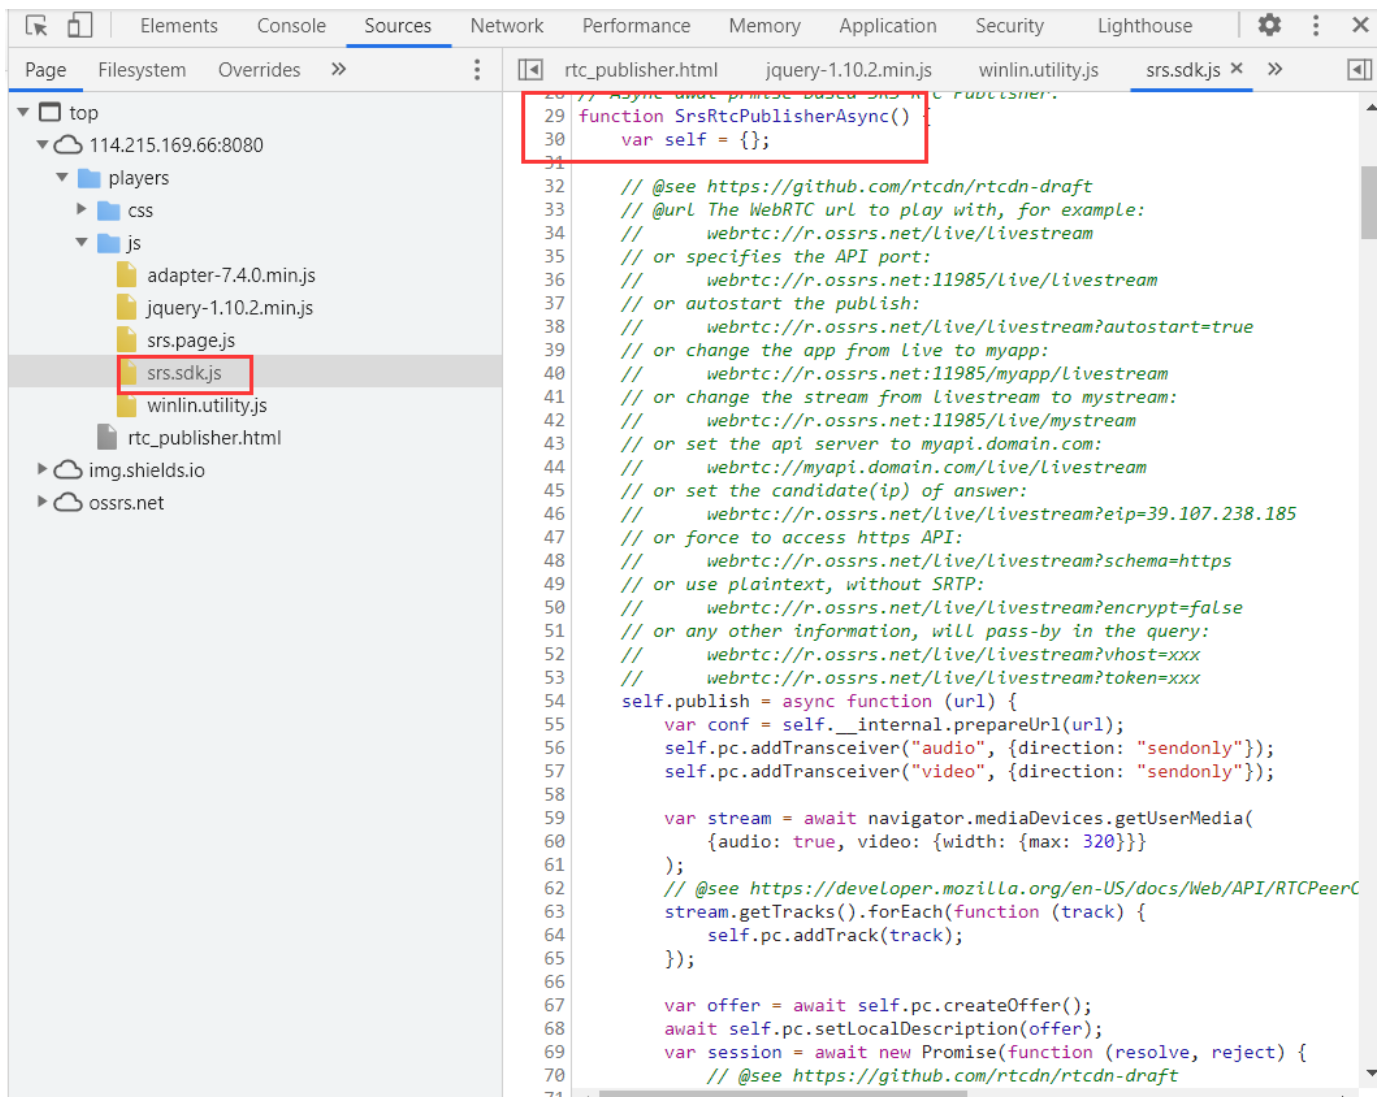 Elements Console Sources Network Performance Memory Application Security Lighthouse
Page Filesystem Overrides »
rtc_publisher.html jquery-1.10.2.min.js winlin.utility.js srs.sdk.js × »
top
114.215.169.66:8080
players
css
js
adapter-7.4.0.min.js
jquery-1.10.2.min.js
srs.page.js
srs.sdk.js
winlin.utility.js
rtc_publisher.html
img.shields.io
ossrs.net
28 // Async-awat-prmise based SRS RTC Publisher.
29 function SrsRtcPublisherAsync() {
30 var self = {};
31
32 // @see https://github.com/rtcdn/rtcdn-draft
33 // @url The WebRTC url to play with, for example:
34 // webrtc://r.ossrs.net/live/livestream
35 // or specifies the API port:
36 // webrtc://r.ossrs.net:11985/live/livestream
37 // or autostart the publish:
38 // webrtc://r.ossrs.net/live/livestream?autostart=true
39 // or change the app from live to myapp:
40 // webrtc://r.ossrs.net:11985/myapp/livestream
41 // or change the stream from livestream to mystream:
42 // webrtc://r.ossrs.net:11985/live/mystream
43 // or set the api server to myapi.domain.com:
44 // webrtc://myapi.domain.com/live/livestream
45 // or set the candidate(ip) of answer:
46 // webrtc://r.ossrs.net/live/livestream?eip=39.107.238.185
47 // or force to access https API:
48 // webrtc://r.ossrs.net/live/livestream?schema=https
49 // or use plaintext, without SRTP:
50 // webrtc://r.ossrs.net/live/livestream?encrypt=false
51 // or any other information, will pass-by in the query:
52 // webrtc://r.ossrs.net/live/livestream?vhost=xxx
53 // webrtc://r.ossrs.net/live/livestream?token=xxx
54 self.publish = async function (url) {
55 var conf = self.__internal.prepareUrl(url);
56 self.pc.addTransceiver("audio", {direction: "sendonly"});
57 self.pc.addTransceiver("video", {direction: "sendonly"});
58
59 var stream = await navigator.mediaDevices.getUserMedia(
60 {audio: true, video: {width: {max: 320}}}
61 );
62 // @see https://developer.mozilla.org/en-US/docs/Web/API/RTCPeerC
63 stream.getTracks().forEach(function (track) {
64 self.pc.addTrack(track);
65 });
66
67 var offer = await self.pc.createOffer();
68 await self.pc.setLocalDescription(offer);
69 var session = await new Promise(function (resolve, reject) {
70 // @see https://github.com/rtcdn/rtcdn-draft
71